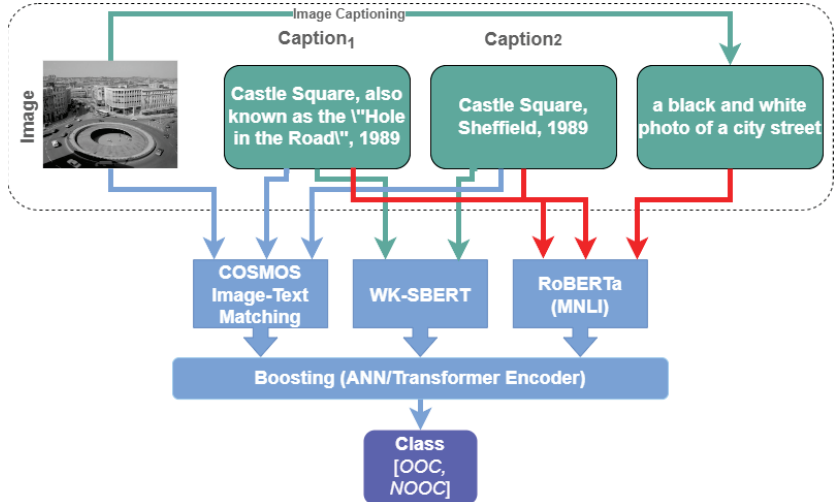 Image Captioning
Caption1
Caption2
Image
Castle Square, also
known as the \"Hole
in the Road\", 1989
Castle Square,
Sheffield, 1989
a black and white
photo of a city street
COSMOS
Image-Text
Matching
WK-SBERT
RoBERTa
(MNLI)
Boosting (ANN/Transformer Encoder)
Class
[OOC,
NOOC]